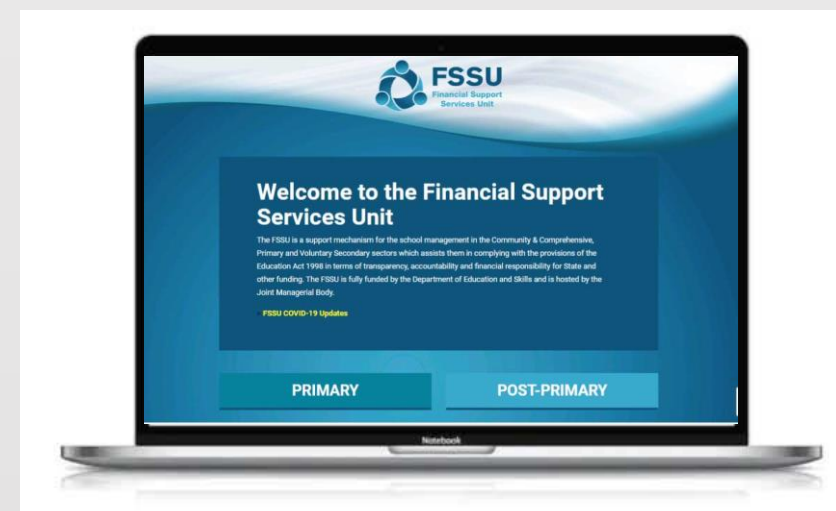 FSSU
Financial Support
Services Unit
Welcome to the Financial Support
Services Unit
The FSSU is a support mechanism for the school management in the Community & Comprehensive,
Primary and Voluntary Secondary sectors which assists them in complying with the provisions of the
Education Act 1998 in terms of transparency, accountability and financial responsibility for State and
other funding. The FSSU is fully funded by the Department of Education and Skills and is hosted by the
Joint Managerial Body.
FSSU COVID-19 Updates
PRIMARY POST-PRIMARY
Notebook